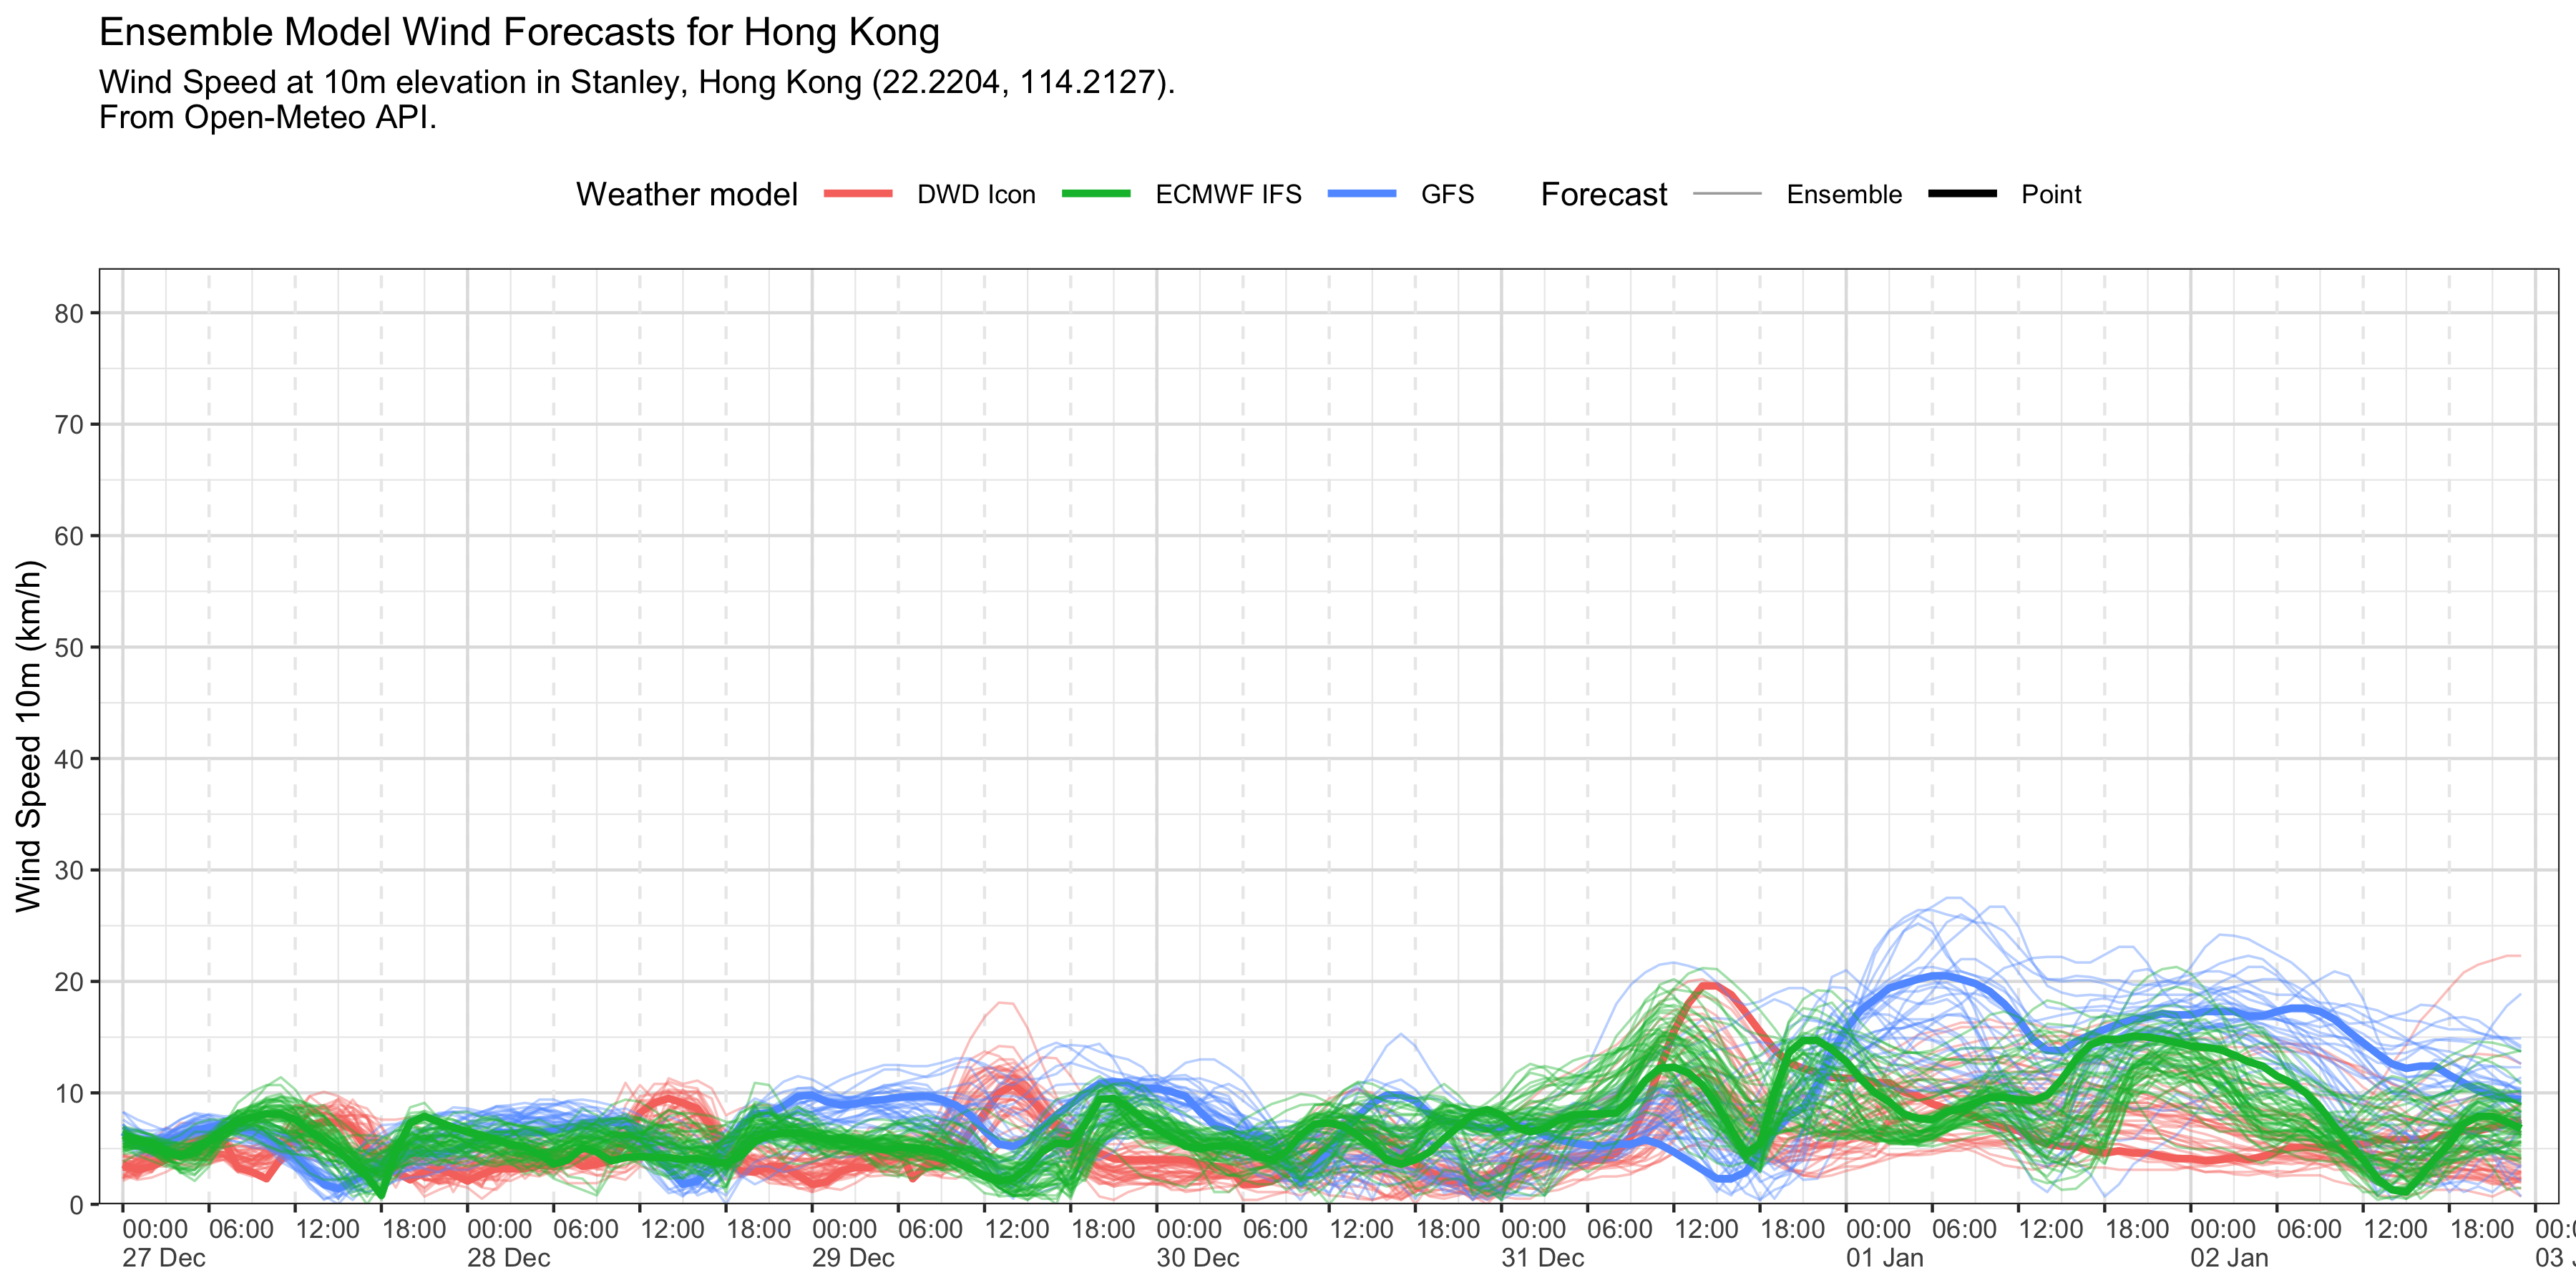 Ensemble Model Wind Forecasts for Hong Kong
Wind Speed at 10m elevation in Stanley, Hong Kong (22.2204, 114.2127).
From Open-Meteo API.
Weather model DWD Icon ECMWF IFS GFS Forecast Ensemble Point
Wind Speed 10m (km/h)
80
70
60
50
40
30
20
10
0
00:00 06:00 12:00 18:00 00:00 06:00 12:00 18:00 00:00 06:00 12:00 18:00 00:00 06:00 12:00 18:00 00:00 06:00 12:00 18:00 00:00 06:00 12:00 18:00 00:00 06:00 12:00 18:00 00:0
27 Dec 28 Dec 29 Dec 30 Dec 31 Dec 01 Jan 02 Jan 03